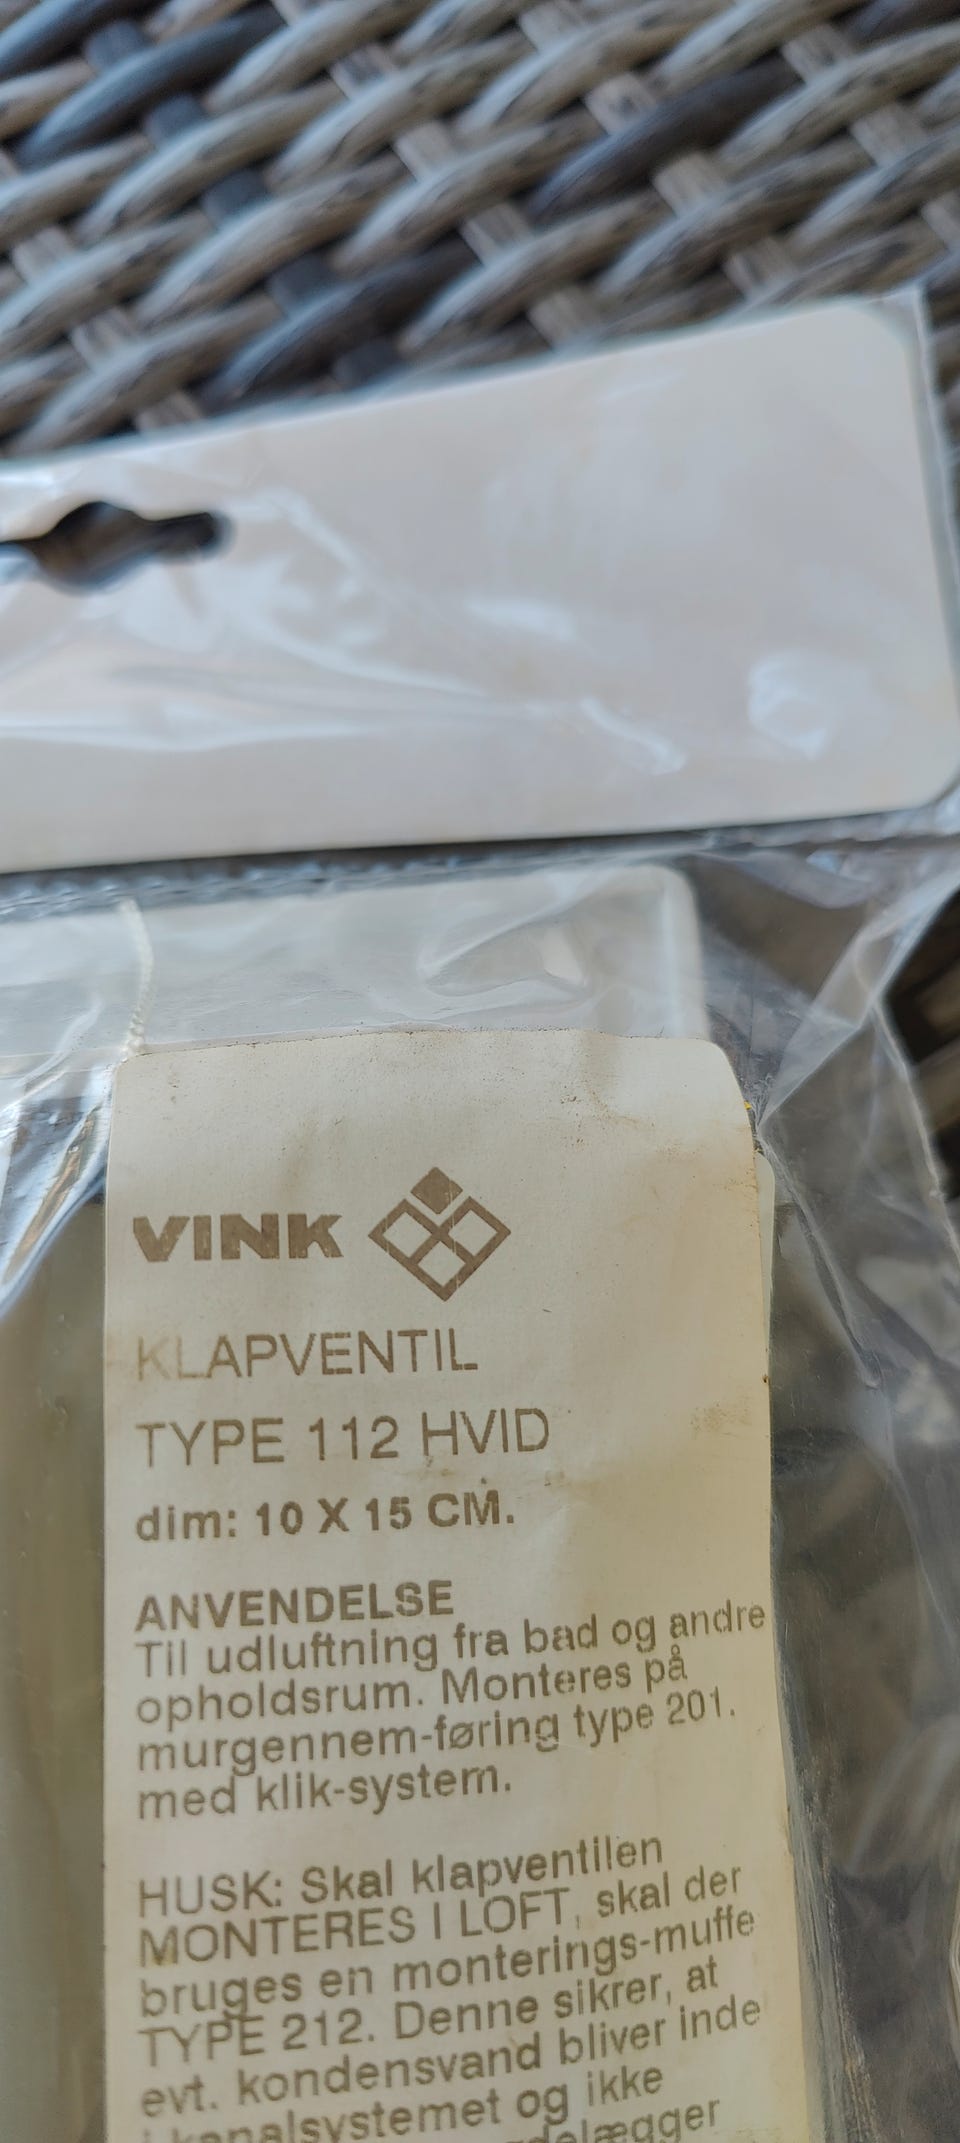 VINK
KLAPVENTIL
TYPE 112 HVID
dim: 10 X 15 CM.
ANVENDELSE
Til udluftning fra bad og andre
opholdsrum. Monteres på
murgennem-føring type 201.
med klik-system.
HUSK: Skal klapventilen
MONTERES I LOFT, skal der
bruges en monterings-muffe
TYPE 212. Denne sikrer, at
evt. kondensvand bliver inde
i kanalsystemet og ikke